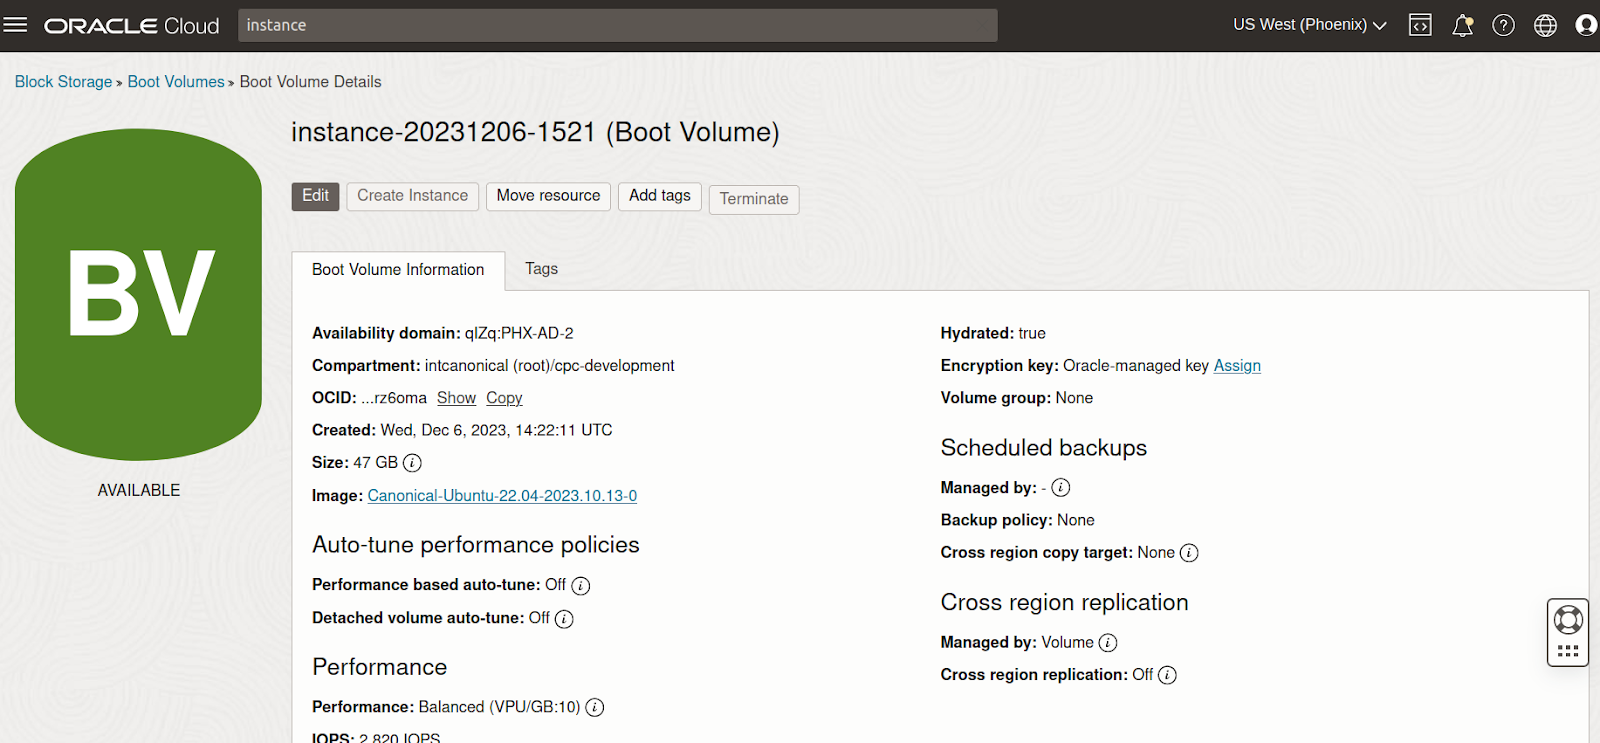 ORACLE Cloud
instance
US West (Phoenix)
Block Storage » Boot Volumes » Boot Volume Details
BV
AVAILABLE
instance-20231206-1521 (Boot Volume)
Edit Create Instance Move resource Add tags Terminate
Boot Volume Information Tags
Availability domain: qIZq:PHX-AD-2
Compartment: intcanonical (root)/cpc-development
OCID: ...rz6oma Show Copy
Created: Wed, Dec 6, 2023, 14:22:11 UTC
Size: 47 GB
Image: Canonical-Ubuntu-22.04-2023.10.13-0
Auto-tune performance policies
Performance based auto-tune: Off
Detached volume auto-tune: Off
Performance
Performance: Balanced (VPU/GB:10)
IOPS: 2,820 IOPS
Hydrated: true
Encryption key: Oracle-managed key Assign
Volume group: None
Scheduled backups
Managed by: -
Backup policy: None
Cross region copy target: None
Cross region replication
Managed by: Volume
Cross region replication: Off